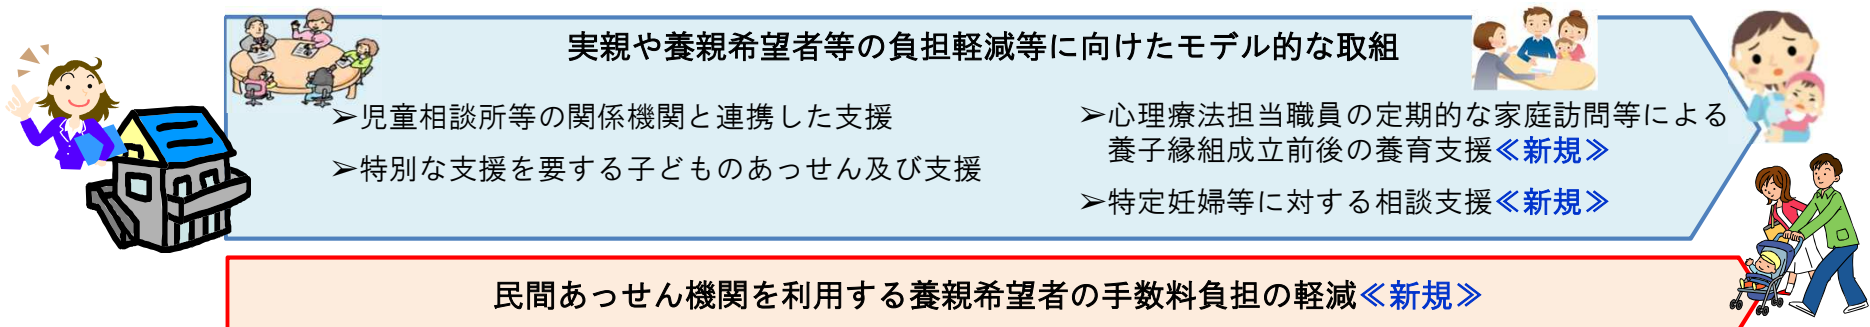 実親や養親希望者等の負担軽減等に向けたモデル的な取組
➢児童相談所等の関係機関と連携した支援
➢特別な支援を要する子どものあっせん及び支援
➢心理療法担当職員の定期的な家庭訪問等による
養子縁組成立前後の養育支援≪新規≫
➢特定妊婦等に対する相談支援≪新規≫
民間あっせん機関を利用する養親希望者の手数料負担の軽減≪新規≫